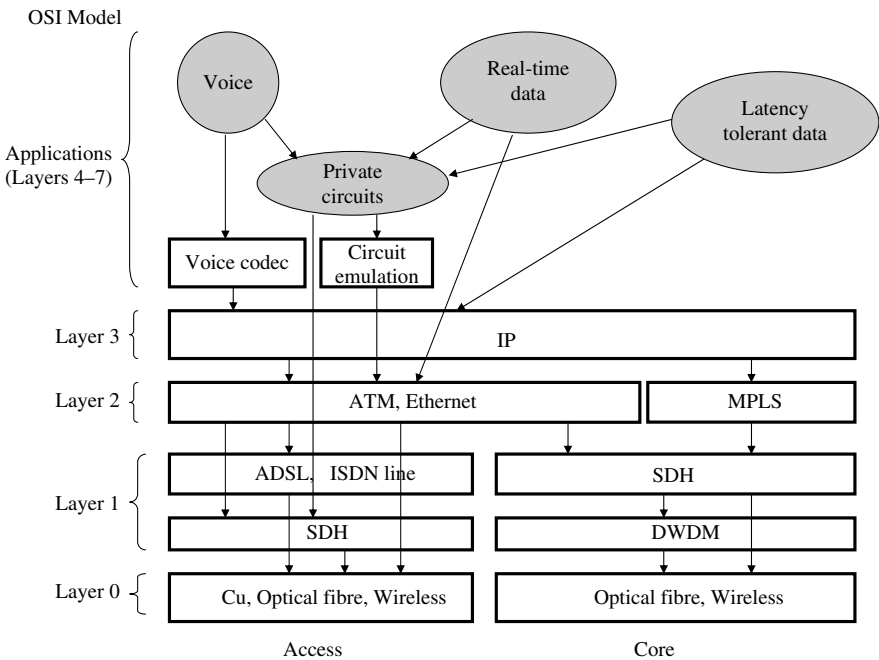 OSI Model
Voice
Real-time
data
Latency
tolerant data
Applications
(Layers 4–7)
Private
circuits
Voice codec
Circuit
emulation
Layer 3
IP
Layer 2
ATM, Ethernet
MPLS
Layer 1
ADSL, ISDN line
SDH
SDH
DWDM
Layer 0
Cu, Optical fibre, Wireless
Optical fibre, Wireless
Access
Core